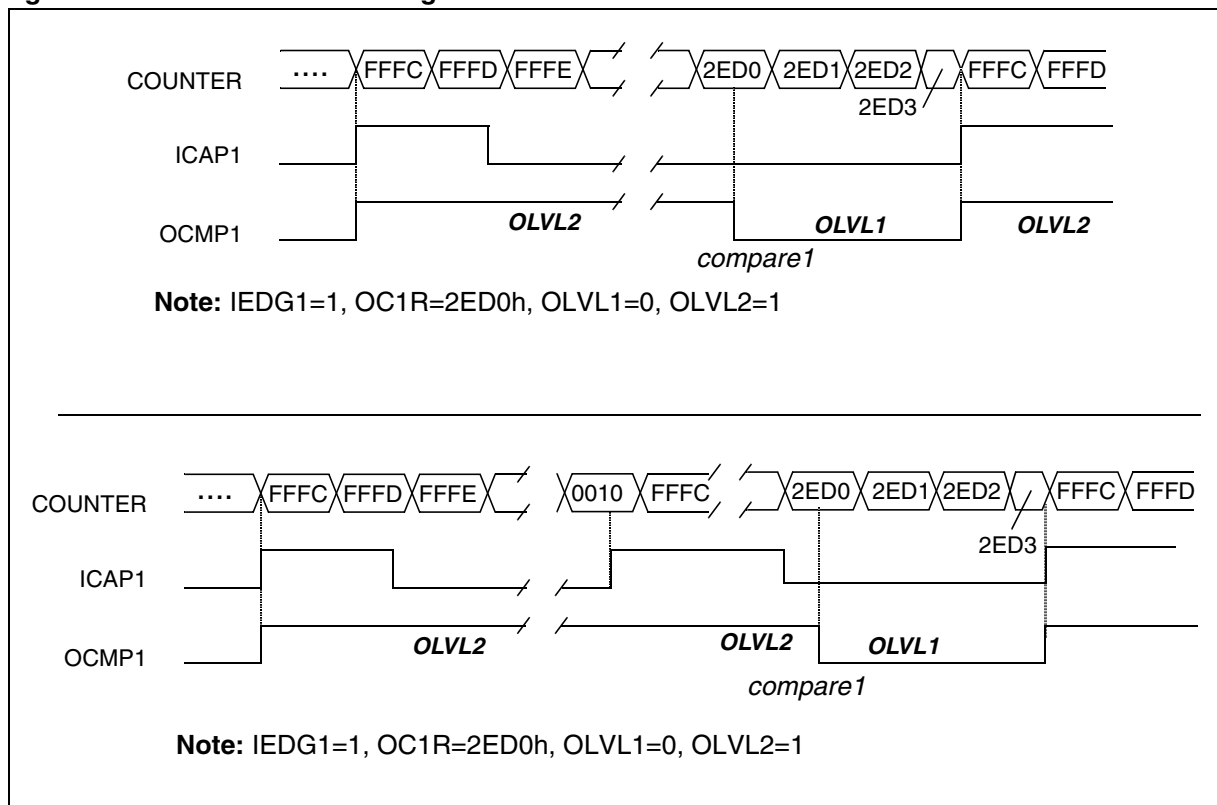 COUNTER .... FFFC FFFD FFFE 2ED0 2ED1 2ED2 FFFC FFFD
2ED3
ICAP1
OCMP1 OLVL2 OLVL1 OLVL2
compare1
Note: IEDG1=1, OC1R=2ED0h, OLVL1=0, OLVL2=1
COUNTER .... FFFC FFFD FFFE 0010 FFFC 2ED0 2ED1 2ED2 FFFC FFFD
2ED3
ICAP1
OCMP1 OLVL2 OLVL2 OLVL1
compare1
Note: IEDG1=1, OC1R=2ED0h, OLVL1=0, OLVL2=1